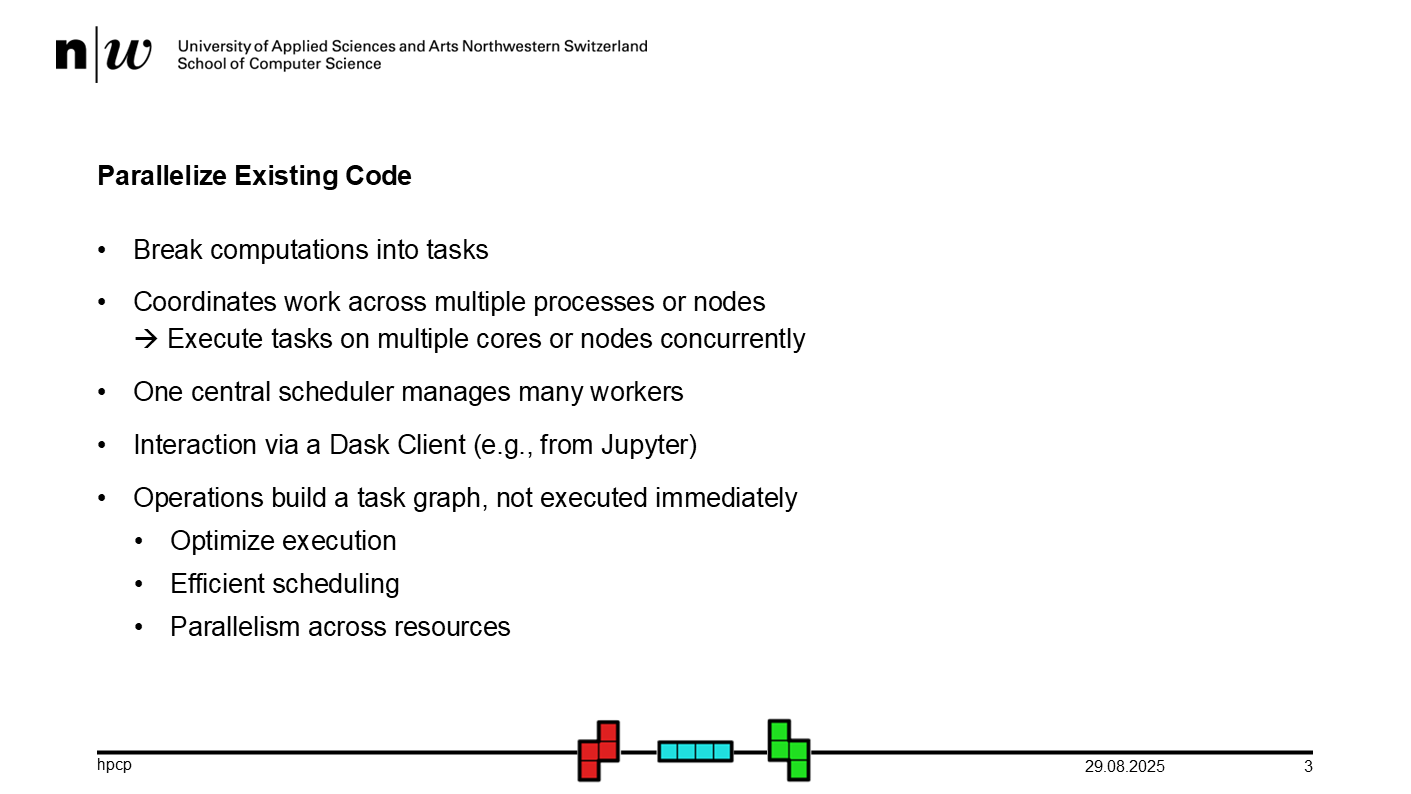 n|w University of Applied Sciences and Arts Northwestern Switzerland
School of Computer Science
Parallelize Existing Code
• Break computations into tasks
• Coordinates work across multiple processes or nodes
→ Execute tasks on multiple cores or nodes concurrently
• One central scheduler manages many workers
• Interaction via a Dask Client (e.g., from Jupyter)
• Operations build a task graph, not executed immediately
• Optimize execution
• Efficient scheduling
• Parallelism across resources
hpcp 29.08.2025 3